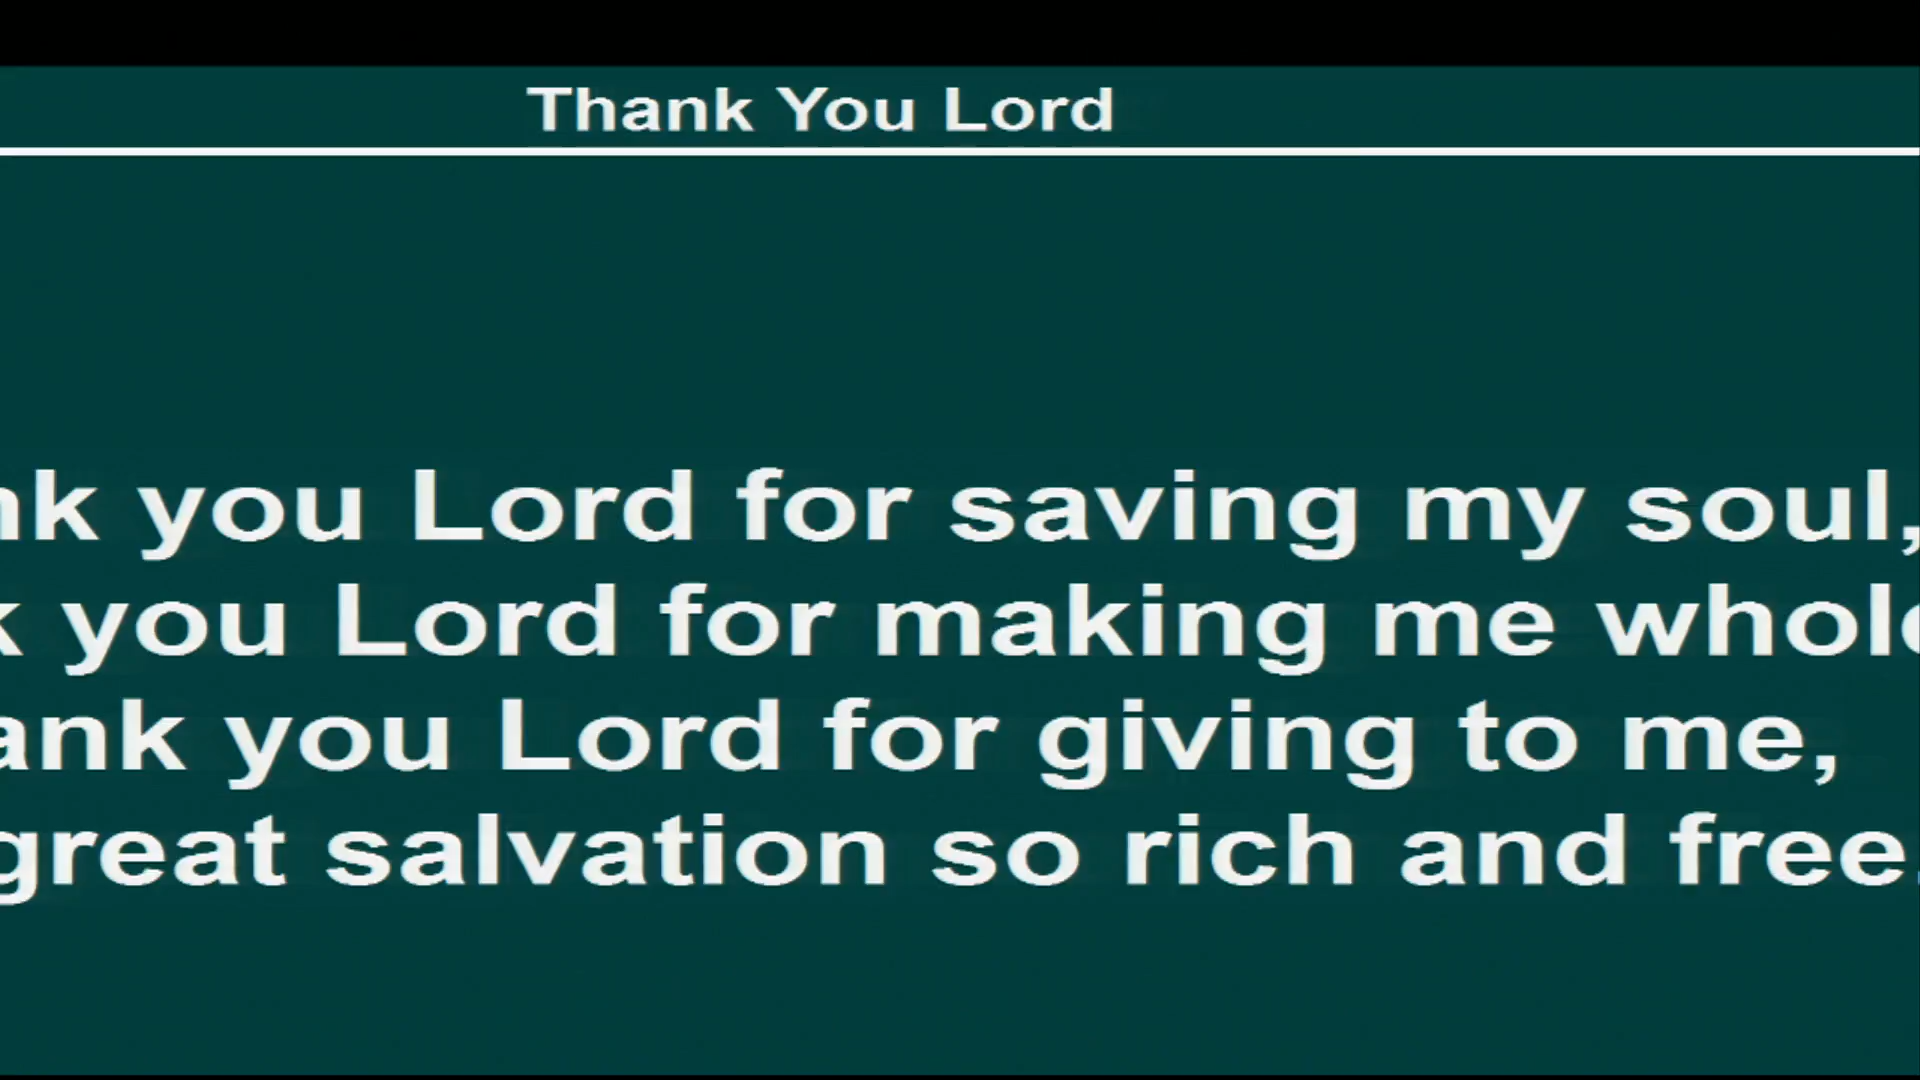 Thank You Lord
nk you Lord for saving my soul,
k you Lord for making me whole
ank you Lord for giving to me,
great salvation so rich and free.